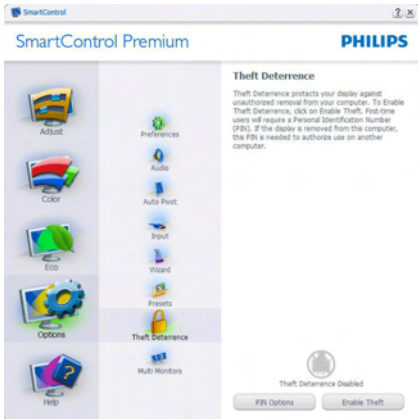 SmartControl
SmartControl Premium
PHILIPS
Adjust
Color
Eco
Options
Help
Preferences
Audio
Auto Pivot
Input
Wizard
Presets
Theft Deterrence
Multi Monitors
Theft Deterrence
Theft Deterrence protects your display against
unauthorized removal from your computer. To Enable
Theft Deterrence, click on Enable Theft. First-time
users will require a Personal Identification Number
(PIN). If the display is removed from this computer,
this PIN is needed to authorize use on another
computer.
Theft Deterrence Disabled
PIN Options
Enable Theft